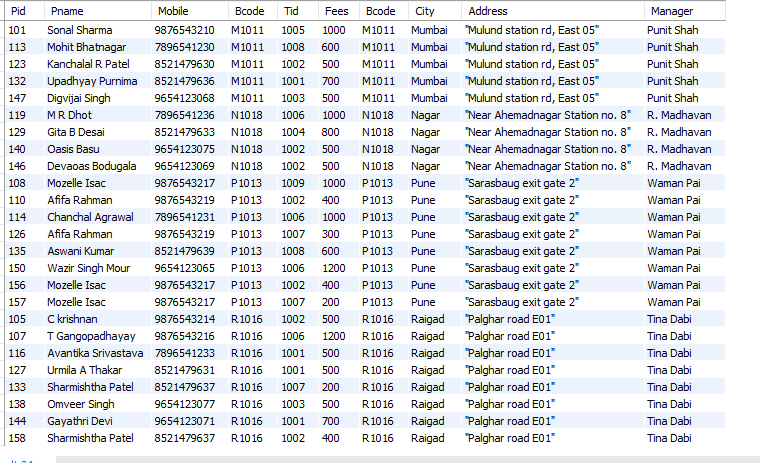 Pid Pname Mobile Bcode Tid Fees Bcode City Address Manager
101 Sonal Sharma 9876543210 M1011 1005 1000 M1011 Mumbai "Mulund station rd, East 05" Punit Shah
113 Mohit Bhatnagar 7896541230 M1011 1008 600 M1011 Mumbai "Mulund station rd, East 05" Punit Shah
123 Kanchalal R Patel 8521479630 M1011 1002 500 M1011 Mumbai "Mulund station rd, East 05" Punit Shah
132 Upadhyay Purnima 8521479636 M1011 1001 700 M1011 Mumbai "Mulund station rd, East 05" Punit Shah
147 Digvijai Singh 9654123068 M1011 1003 500 M1011 Mumbai "Mulund station rd, East 05" Punit Shah
119 M R Dhot 7896541236 N1018 1006 1000 N1018 Nagar "Near Ahemadnagar Station no. 8" R. Madhavan
129 Gita B Desai 8521479633 N1018 1004 800 N1018 Nagar "Near Ahemadnagar Station no. 8" R. Madhavan
140 Oasis Basu 9654123075 N1018 1002 500 N1018 Nagar "Near Ahemadnagar Station no. 8" R. Madhavan
146 Devaoas Bodugala 9654123069 N1018 1002 500 N1018 Nagar "Near Ahemadnagar Station no. 8" R. Madhavan
108 Mozelle Isac 9876543217 P1013 1009 1000 P1013 Pune "Sarasbaug exit gate 2" Waman Pai
110 Afifa Rahman 9876543219 P1013 1002 400 P1013 Pune "Sarasbaug exit gate 2" Waman Pai
114 Chanchal Agrawal 7896541231 P1013 1006 1000 P1013 Pune "Sarasbaug exit gate 2" Waman Pai
126 Afifa Rahman 9876543219 P1013 1007 300 P1013 Pune "Sarasbaug exit gate 2" Waman Pai
135 Aswani Kumar 8521479639 P1013 1008 600 P1013 Pune "Sarasbaug exit gate 2" Waman Pai
150 Wazir Singh Mour 9654123065 P1013 1006 1200 P1013 Pune "Sarasbaug exit gate 2" Waman Pai
156 Mozelle Isac 9876543217 P1013 1002 400 P1013 Pune "Sarasbaug exit gate 2" Waman Pai
157 Mozelle Isac 9876543217 P1013 1007 200 P1013 Pune "Sarasbaug exit gate 2" Waman Pai
105 C krishnan 9876543214 R1016 1002 500 R1016 Raigad "Palghar road E01" Tina Dabi
107 T Gangopadhayay 9876543216 R1016 1006 1200 R1016 Raigad "Palghar road E01" Tina Dabi
116 Avantika Srivastava 7896541233 R1016 1001 500 R1016 Raigad "Palghar road E01" Tina Dabi
127 Urmila A Thakar 8521479631 R1016 1001 500 R1016 Raigad "Palghar road E01" Tina Dabi
133 Sharmishtha Patel 8521479637 R1016 1007 200 R1016 Raigad "Palghar road E01" Tina Dabi
138 Omveer Singh 9654123077 R1016 1003 500 R1016 Raigad "Palghar road E01" Tina Dabi
144 Gayathri Devi 9654123071 R1016 1001 700 R1016 Raigad "Palghar road E01" Tina Dabi
158 Sharmishtha Patel 8521479637 R1016 1002 400 R1016 Raigad "Palghar road E01" Tina Dabi